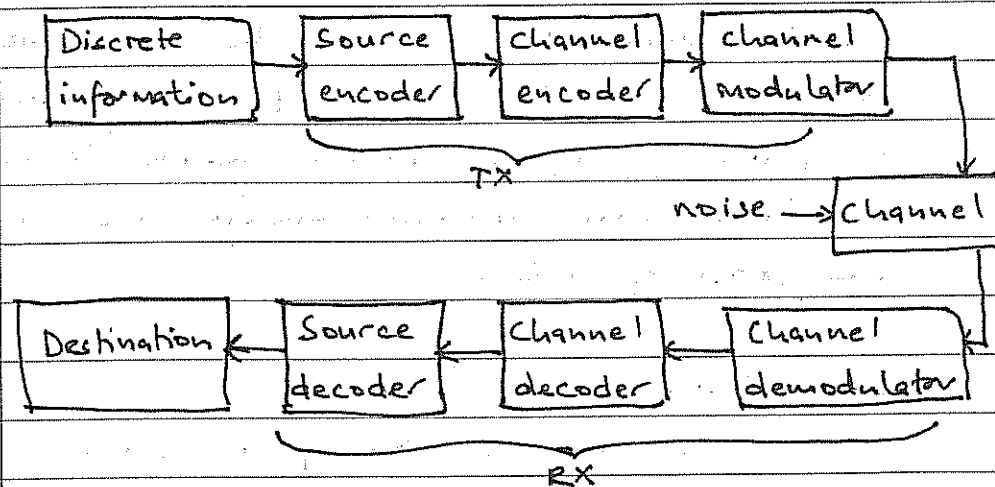 Discrete
information
Source
encoder
Channel
encoder
channel
modulator
TX
noise
Channel
Destination
Source
decoder
Channel
decoder
Channel
demodulator
RX